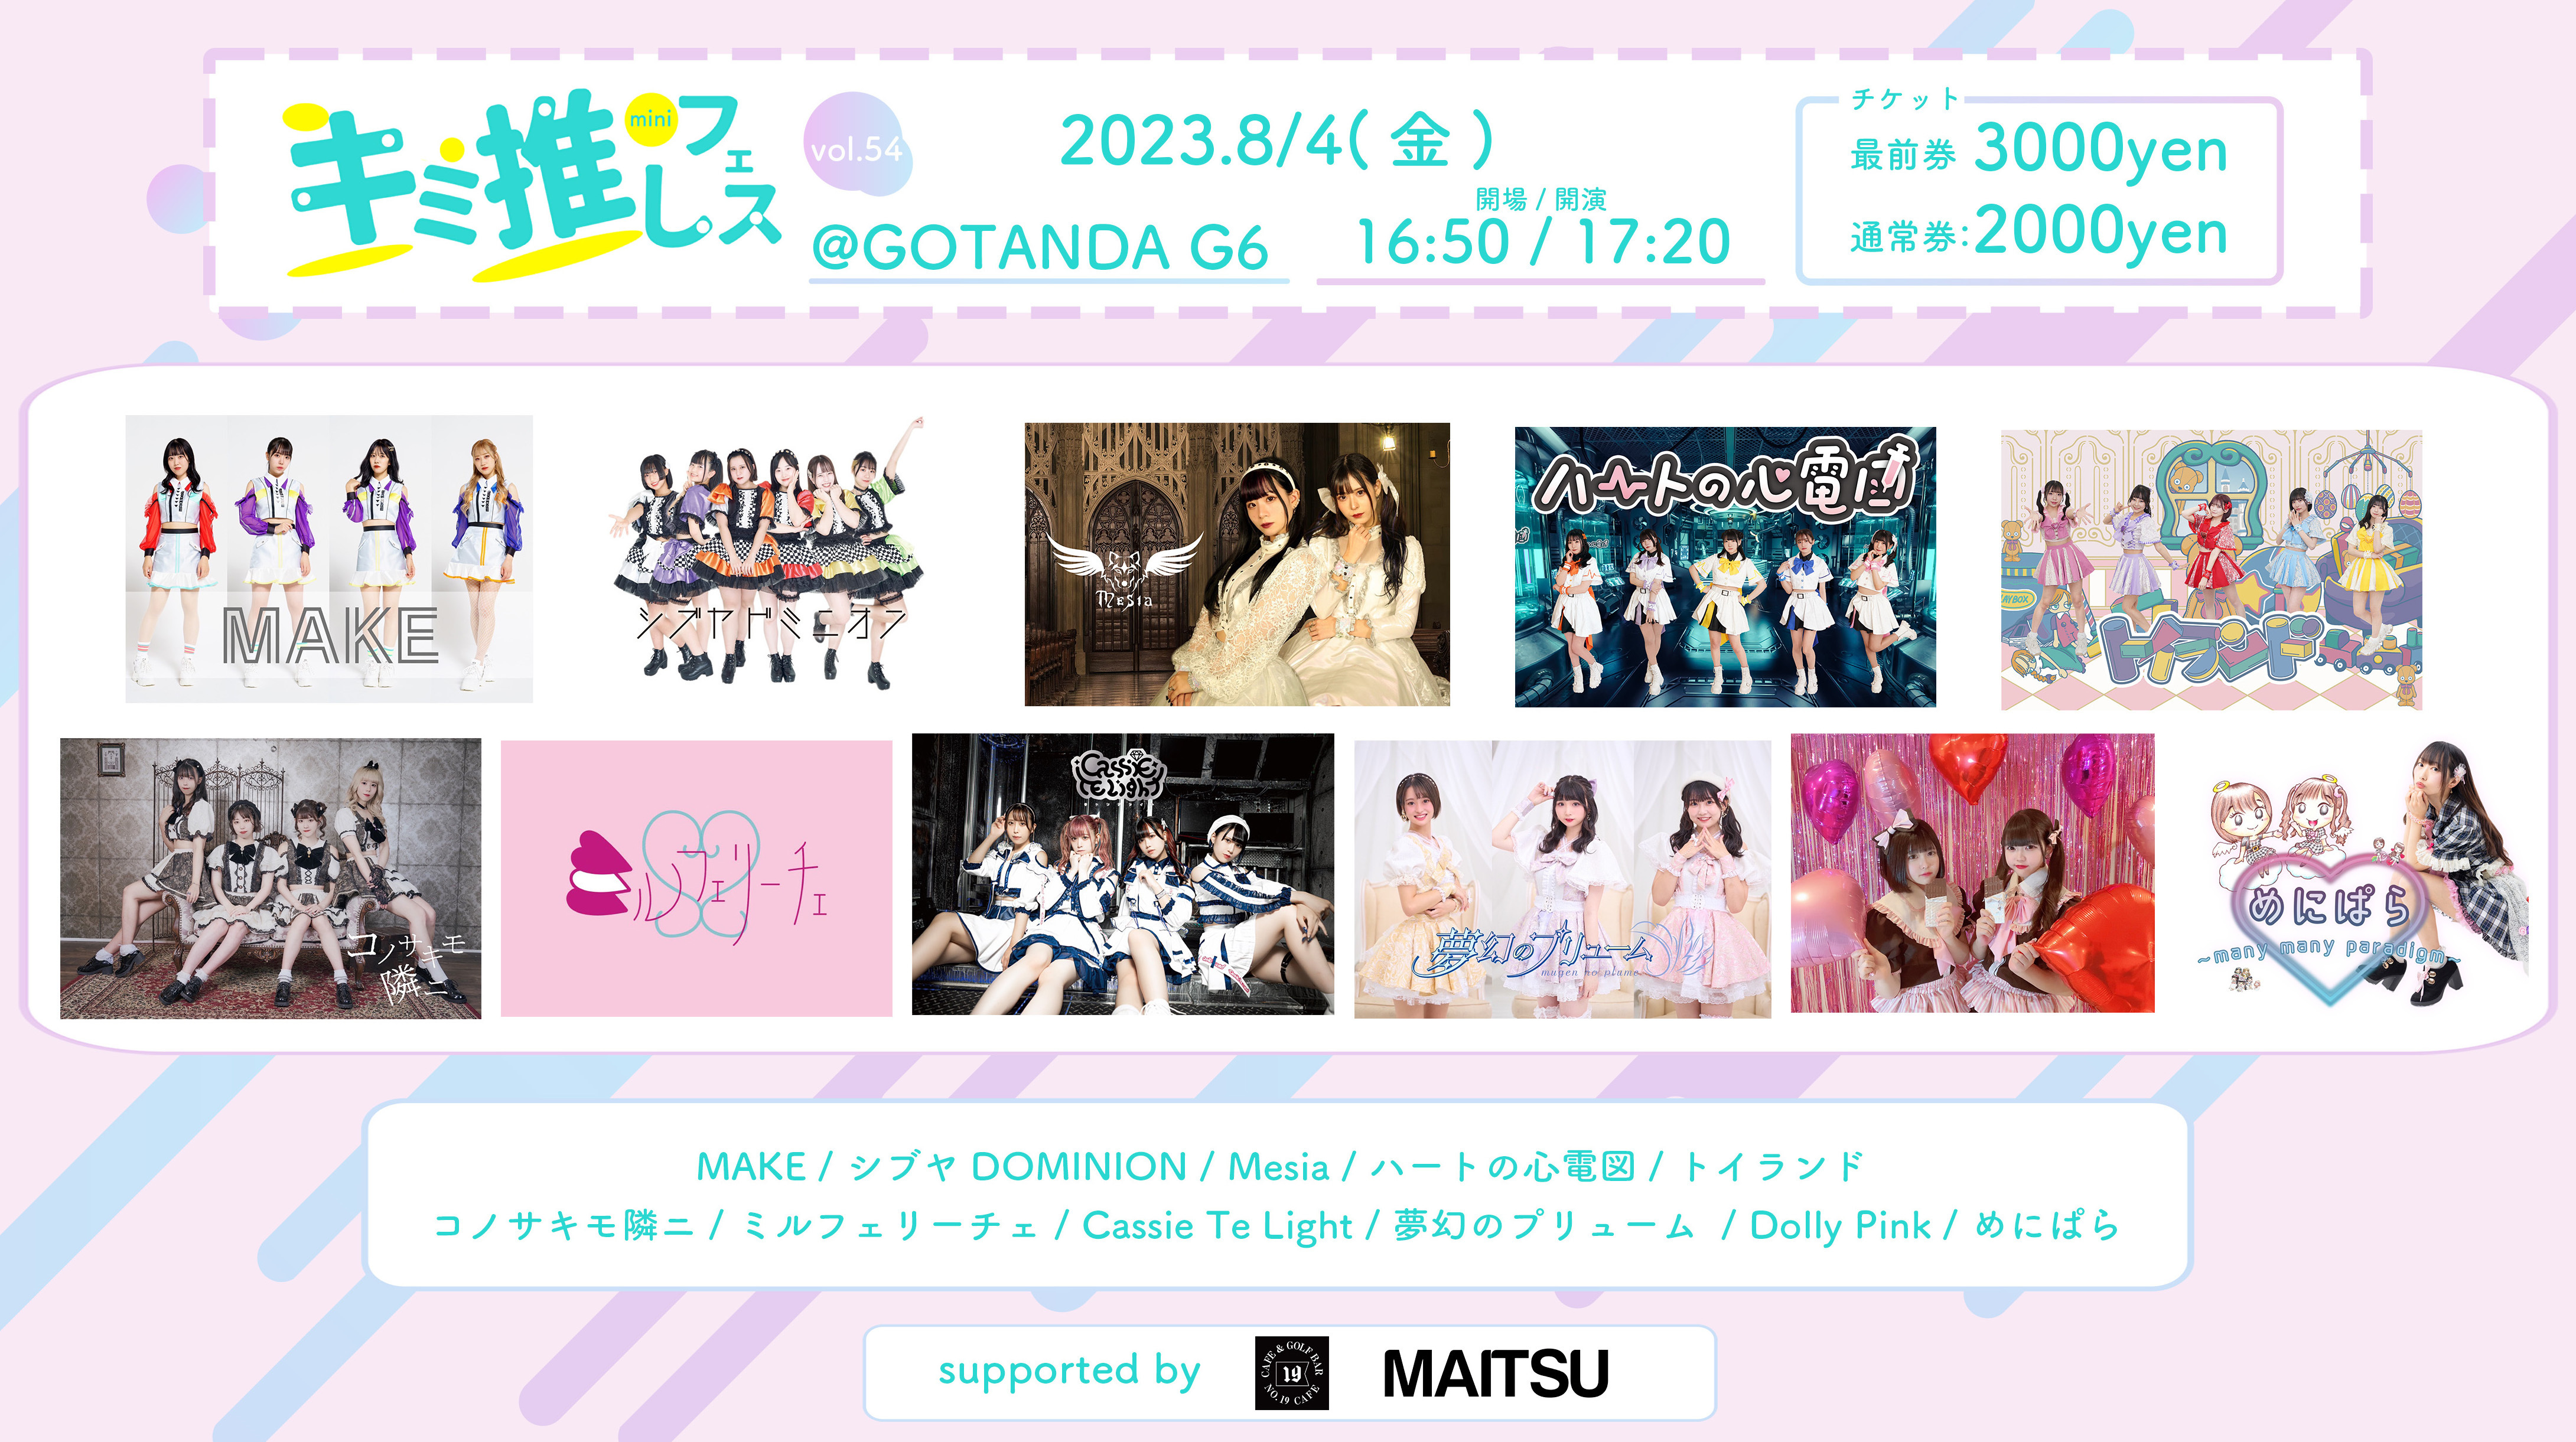 キミ推しminiフェス
vol.54
2023.8/4( 金 )
@GOTANDA G6
開場 / 開演
16:50 / 17:20
チケット
最前券 3000yen
通常券:2000yen
MAKE
シブヤドミニオン
Mesia
ハートの心電図
トイランド
コノサキモ
隣ニ
ミルフェリーチェ
Cassie
Te Light
夢幻のプリューム
mugen no plume
めにぱら
~many many paradigm~
MAKE / シブヤ DOMINION / Mesia / ハートの心電図 / トイランド
コノサキモ隣ニ / ミルフェリーチェ / Cassie Te Light / 夢幻のプリューム / Dolly Pink / めにぱら
supported by
CAFE & GOLF BAR
19
NO.19 CAFE
MAITSU